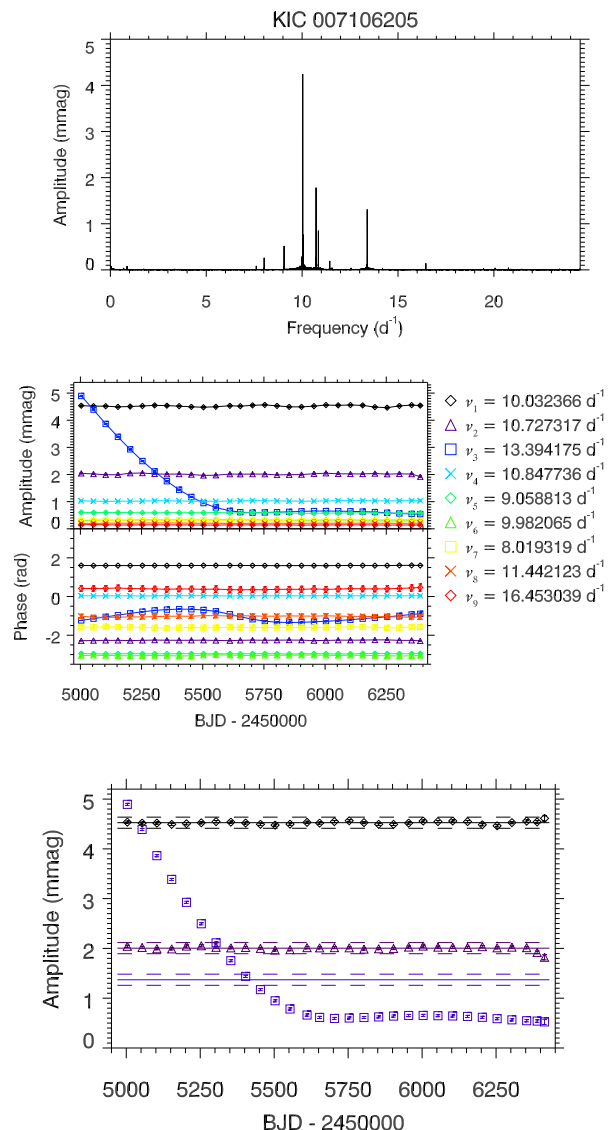 KIC 007106205
5
4
3
2
1
0
Amplitude (mmag)
0 5 10 15 20
Frequency (d⁻¹)
5
4
3
2
1
0
Amplitude (mmag)
2
0
-2
Phase (rad)
5000 5250 5500 5750 6000 6250
BJD - 2450000
ν₁ = 10.032366 d⁻¹
ν₂ = 10.727317 d⁻¹
ν₃ = 13.394175 d⁻¹
ν₄ = 10.847736 d⁻¹
ν₅ = 9.058813 d⁻¹
ν₆ = 9.982065 d⁻¹
ν₇ = 8.019319 d⁻¹
ν₈ = 11.442123 d⁻¹
ν₉ = 16.453039 d⁻¹
5
4
3
2
1
0
Amplitude (mmag)
5000 5250 5500 5750 6000 6250
BJD - 2450000